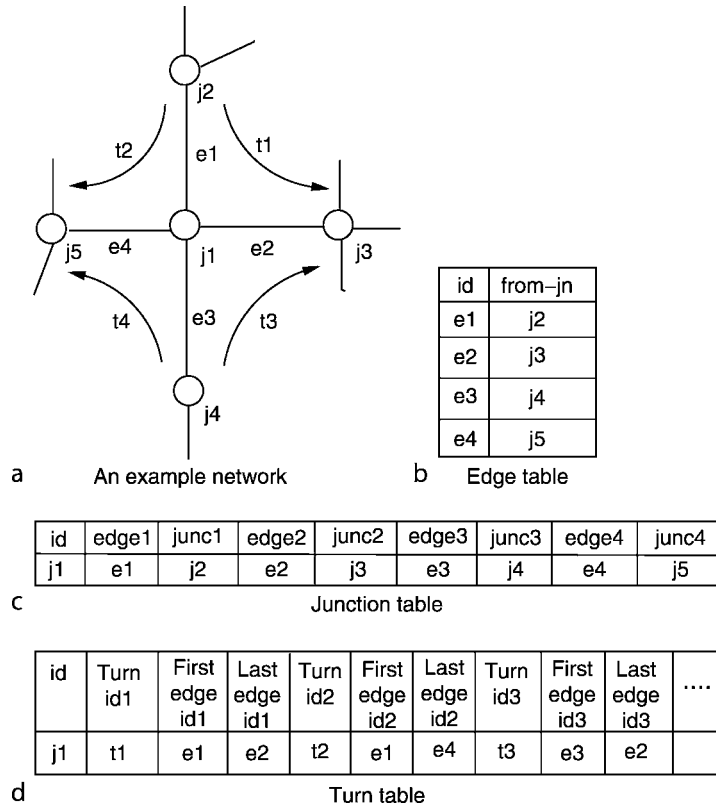 j2
t2
e1
t1
j5
e4
j1
e2
j3
t4
e3
t3
j4
a An example network
id from–jn
e1 j2
e2 j3
e3 j4
e4 j5
b Edge table
id edge1 junc1 edge2 junc2 edge3 junc3 edge4 junc4
j1 e1 j2 e2 j3 e3 j4 e4 j5
c Junction table
id Turn id1 First edge id1 Last edge id1 Turn id2 First edge id2 Last edge id2 Turn id3 First edge id3 Last edge id3 ....
j1 t1 e1 e2 t2 e1 e4 t3 e3 e2
d Turn table